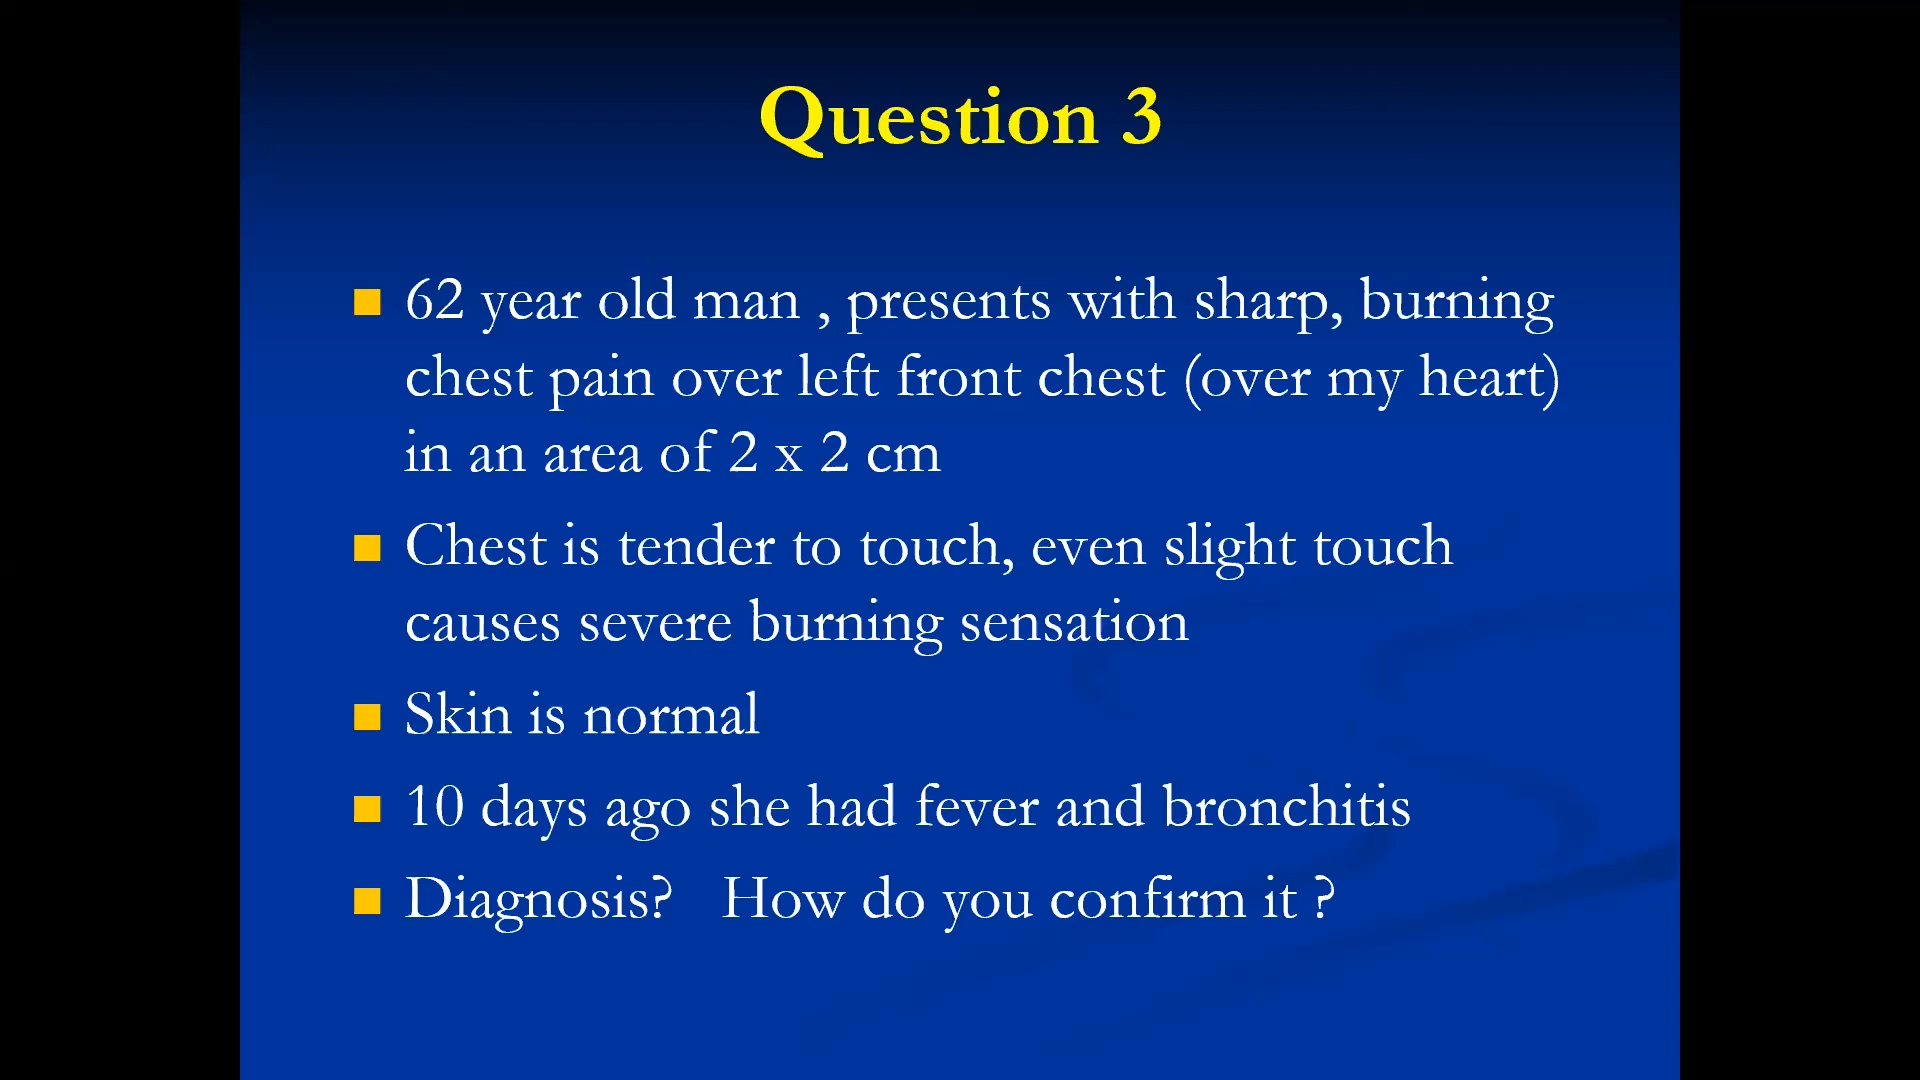 Question 3
62 year old man , presents with sharp, burning
chest pain over left front chest (over my heart)
in an area of 2 x 2 cm
Chest is tender to touch, even slight touch
causes severe burning sensation
Skin is normal
10 days ago she had fever and bronchitis
Diagnosis?   How do you confirm it ?